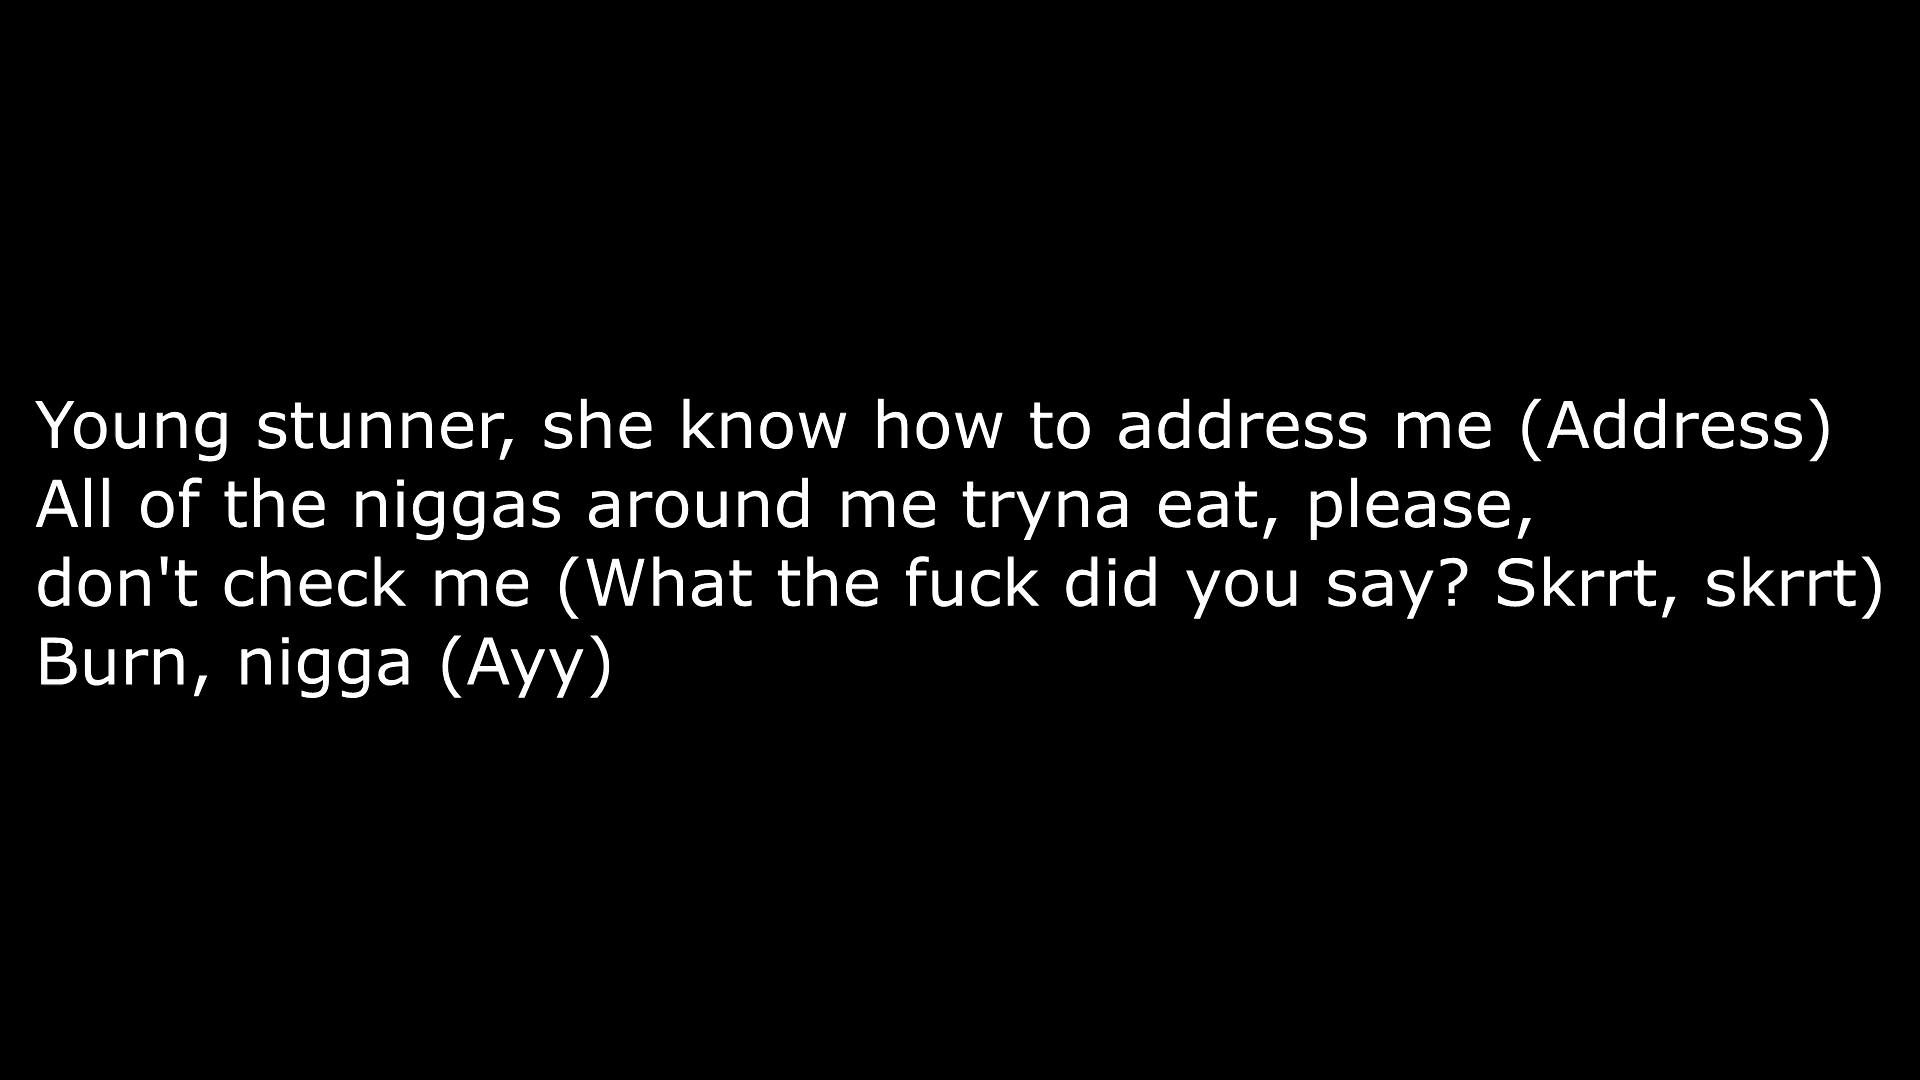 Young stunner, she know how to address me (Address)
All of the niggas around me tryna eat, please,
don't check me (What the fuck did you say? Skrrt, skrrt)
Burn, nigga (Ayy)